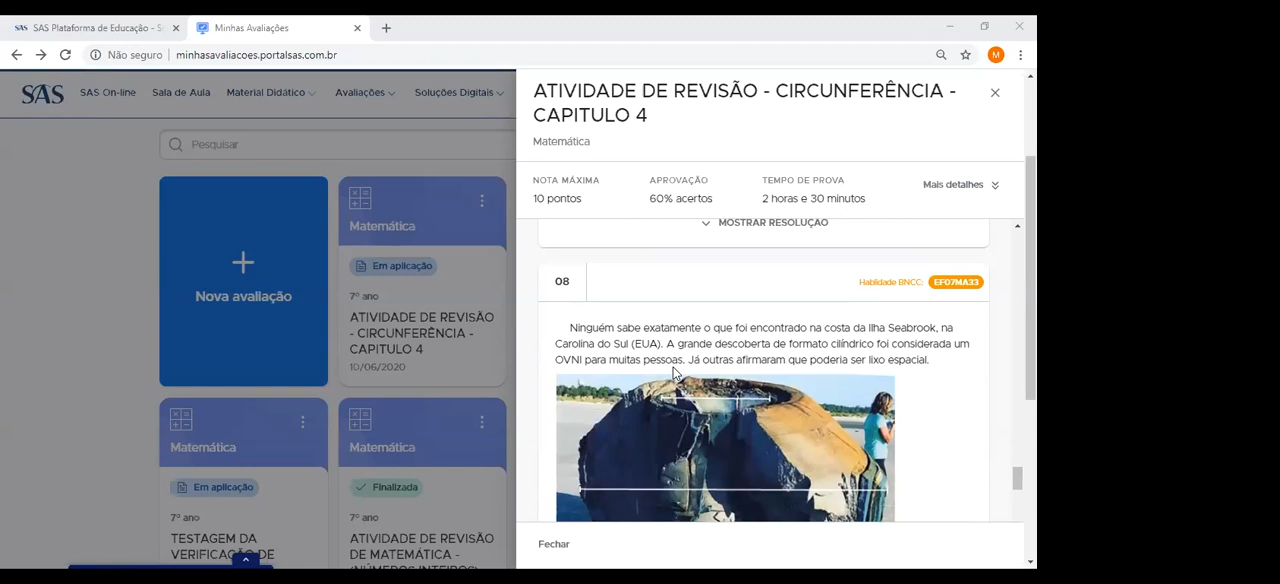 SAS Plataforma de Educação - S
Minhas Avaliações
Não seguro
minhasavaliacoes.portalsas.com.br
M
SAS
SAS On-line
Sala de Aula
Material Didático
Avaliações
Soluções Digitais
Pesquisar
Nova avaliação
Matemática
Em aplicação
7º ano
ATIVIDADE DE REVISÃO
- CIRCUNFERÊNCIA -
CAPITULO 4
10/06/2020
Matemática
Em aplicação
7º ano
TESTAGEM DA
VERIFICAÇÃO DE
Matemática
Finalizada
7º ano
ATIVIDADE DE REVISÃO
DE MATEMÁTICA -
(NÚMEROS INTEIROS)
ATIVIDADE DE REVISÃO - CIRCUNFERÊNCIA -
CAPITULO 4
Matemática
NOTA MÁXIMA
10 pontos
APROVAÇÃO
60% acertos
TEMPO DE PROVA
2 horas e 30 minutos
Mais detalhes
MOSTRAR RESOLUÇÃO
08
Habilidade BNCC:
EF07MA33
Ninguém sabe exatamente o que foi encontrado na costa da Ilha Seabrook, na
Carolina do Sul (EUA). A grande descoberta de formato cilíndrico foi considerada um
OVNI para muitas pessoas. Já outras afirmaram que poderia ser lixo espacial.
Fechar